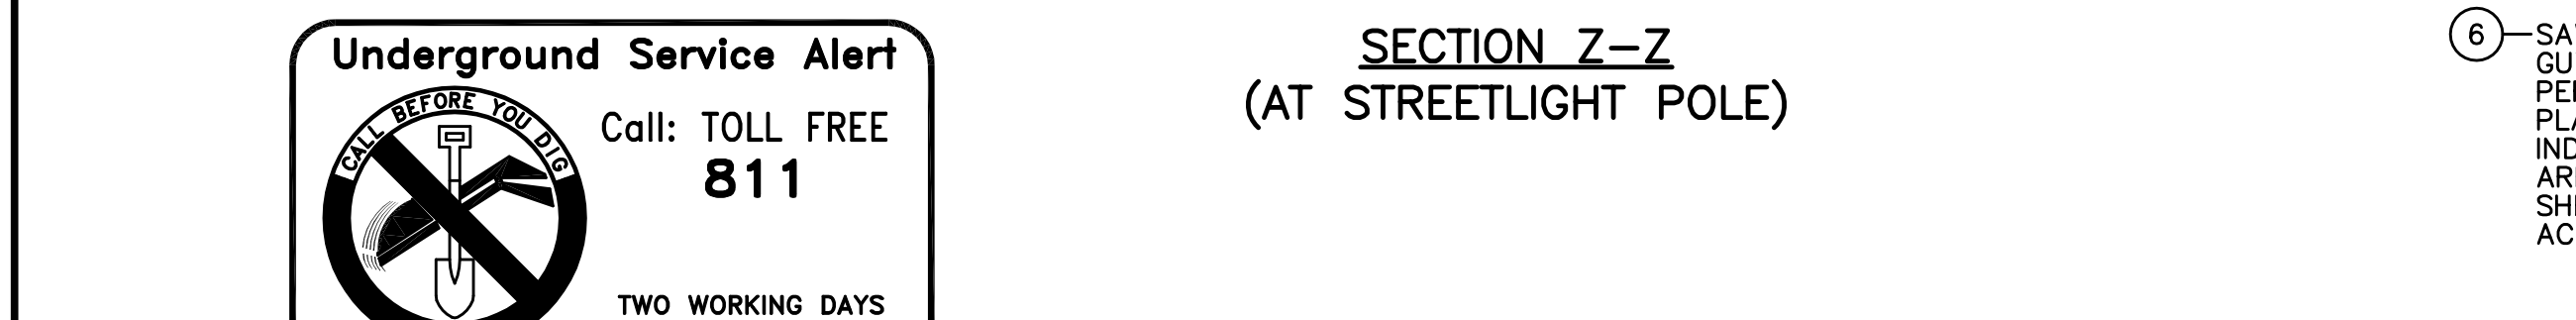 Underground Service Alert
CALL BEFORE YOU DIG
Call: TOLL FREE
811
TWO WORKING DAYS
SECTION Z-Z
(AT STREETLIGHT POLE)
6